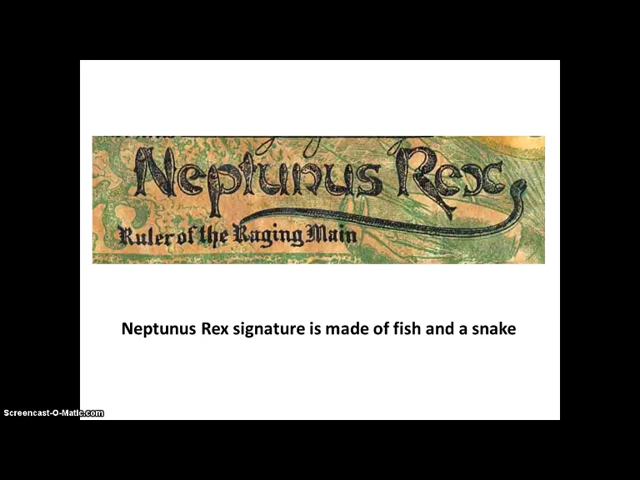 Neptunus Rex
Ruler of the Raging Main
Neptunus Rex signature is made of fish and a snake
Screencast-O-Matic.com